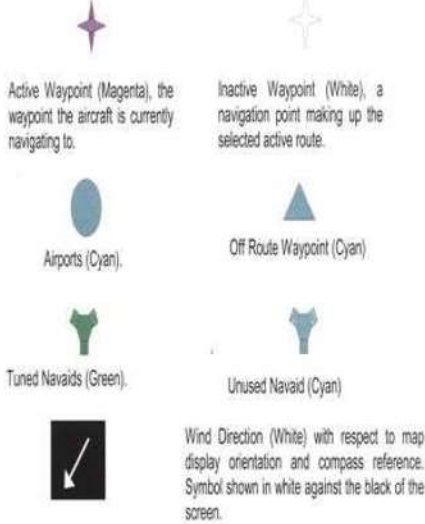 Active Waypoint (Magenta), the
waypoint the aircraft is currently
navigating to.
Inactive Waypoint (White), a
navigation point making up the
selected active route.
Airports (Cyan).
Off Route Waypoint (Cyan)
Tuned Navaids (Green).
Unused Navaid (Cyan)
Wind Direction (White) with respect to map
display orientation and compass reference.
Symbol shown in white against the black of the
screen.